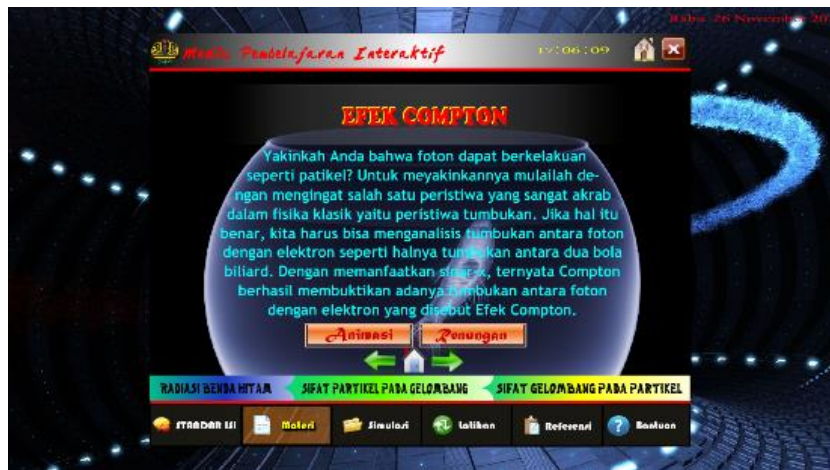 Rabu, 26 November 20
Media Pembelajaran Interaktif
17:06:09
EFEK COMPTON
Yakinkah Anda bahwa foton dapat berkelakuan
seperti patikel? Untuk meyakinkannya mulailah de-
ngan mengingat salah satu peristiwa yang sangat akrab
dalam fisika klasik yaitu peristiwa tumbukan. Jika hal itu
benar, kita harus bisa menganalisis tumbukan antara foton
dengan elektron seperti halnya tumbukan antara dua bola
biliard. Dengan memanfaatkan sinar-x, ternyata Compton
berhasil membuktikan adanya tumbukan antara foton
dengan elektron yang disebut Efek Compton.
Animasi Renungan
RADIASI BENDA HITAM SIFAT PARTIKEL PADA GELOMBANG SIFAT GELOMBANG PADA PARTIKEL
STANDAR ISI Materi Simulasi Latihan Referensi Bantuan